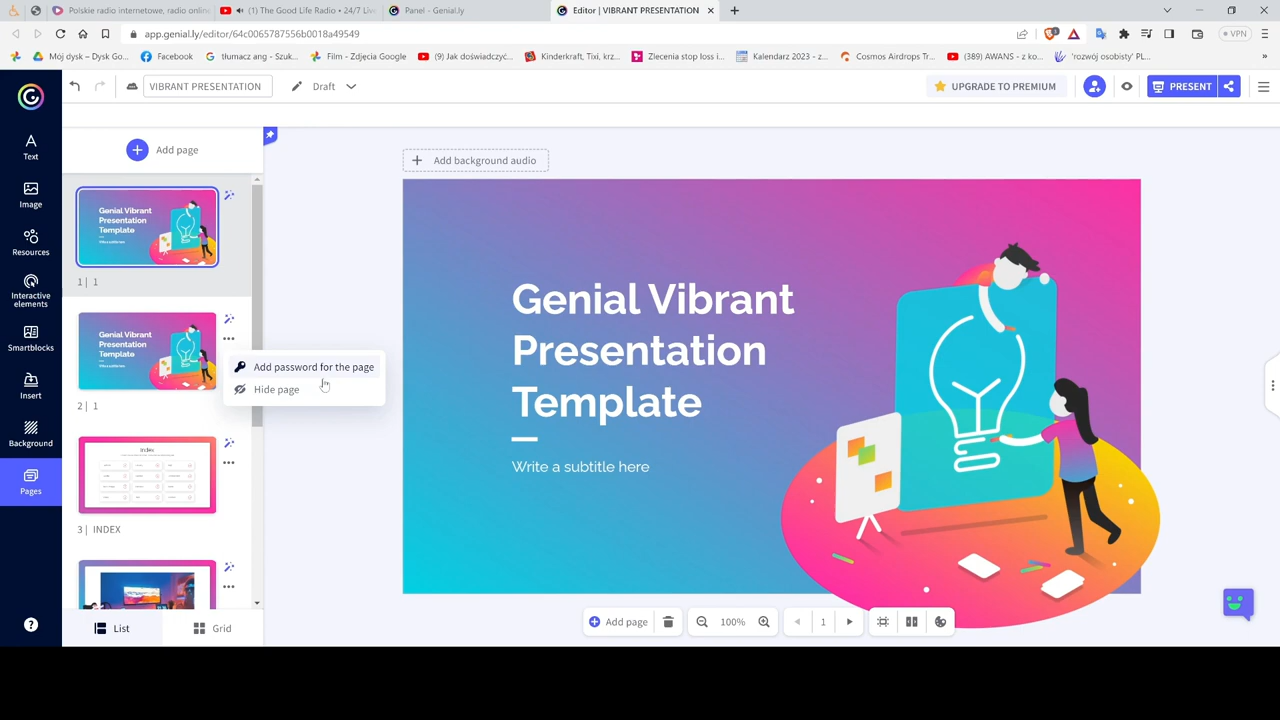 Polskie radio internetowe, radio online
(1) The Good Life Radio • 24/7 Live
Panel - Genial.ly
Editor | VIBRANT PRESENTATION
app.genial.ly/editor/64c0065787556b0018a49549
VPN
Mój dysk – Dysk Go...
Facebook
tłumacz ang - Szuk...
Film - Zdjęcia Google
(9) Jak doświadczyć...
Kinderkraft, Tixi, krz...
Zlecenia stop loss i...
Kalendarz 2023 - z...
Cosmos Airdrops Tr...
(389) AWANS - z ko...
'rozwój osobisty' PL...
VIBRANT PRESENTATION
Draft
UPGRADE TO PREMIUM
PRESENT
Text
Image
Resources
Interactive
elements
Smartblocks
Insert
Background
Pages
Add page
Genial Vibrant
Presentation
Template
1 | 1
Genial Vibrant
Presentation
Template
2 | 1
Add password for the page
Hide page
Index
3 | INDEX
List
Grid
Add background audio
Genial Vibrant
Presentation
Template
Write a subtitle here
Add page
100%
1